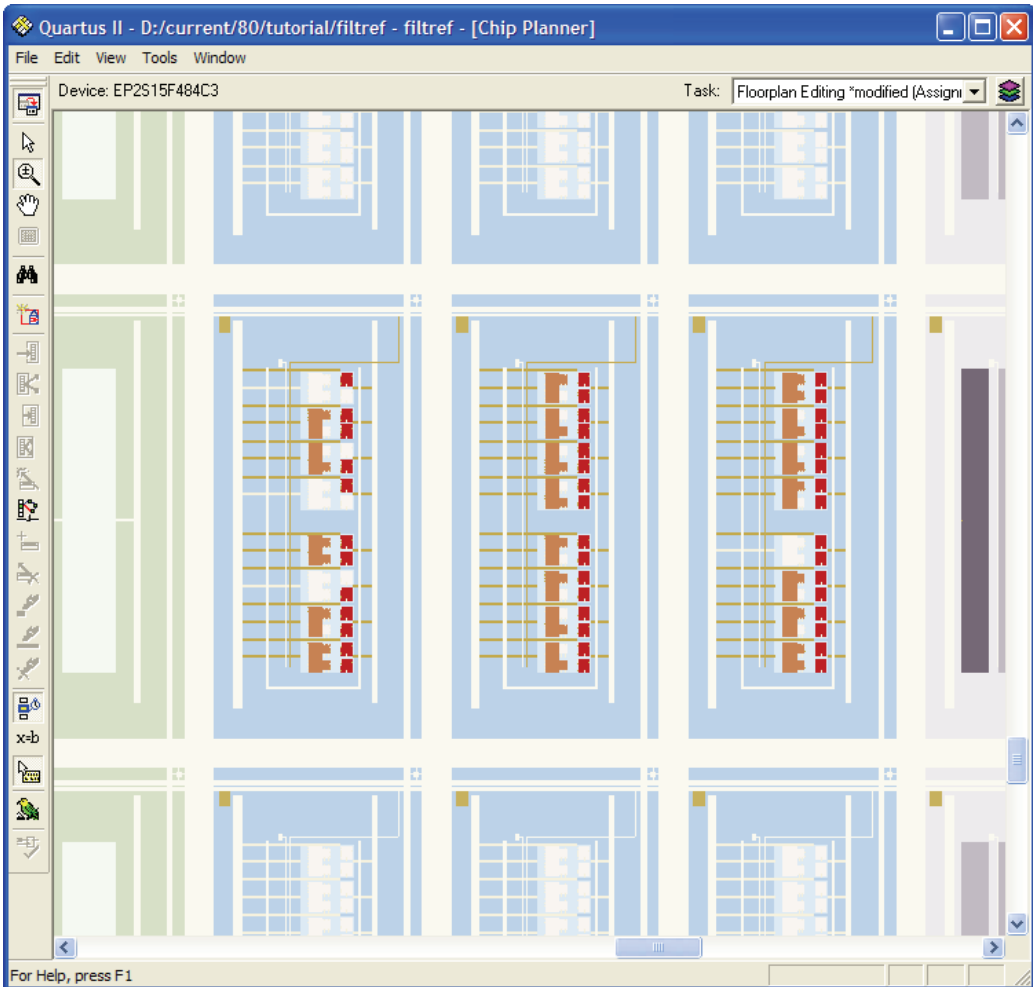 Quartus II - D:/current/80/tutorial/filtref - filtref - [Chip Planner]
File Edit View Tools Window
Device: EP2S15F484C3 Task: Floorplan Editing *modified (Assignı
x=b
For Help, press F1